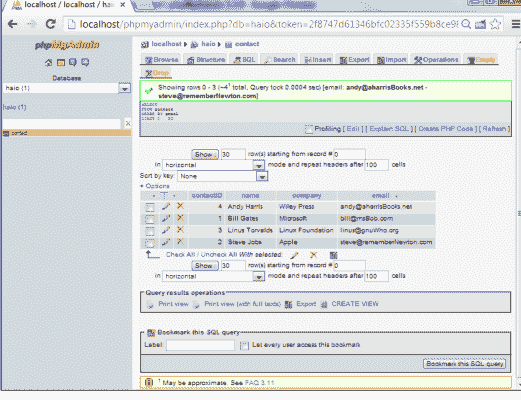 localhost / localhost / haio
localhost/phpmyadmin/index.php?db=haio&token=2f8747d61346bfc02335f559b8ce98
phpMyAdmin
localhost haio contact
Browse Structure SQL Search Insert Export Import Operations Empty
Drop
Database
haio (1)
haio (1)
contact
Showing rows 0 - 3 (~4¹ total, Query took 0.0004 sec) [email: andy@aharrisBooks.net -
steve@rememberNewton.com]
SELECT *
FROM contact
ORDER BY email
LIMIT 0 , 30
Profiling [ Edit ] [ Explain SQL ] [ Create PHP Code ] [ Refresh ]
Show : 30 row(s) starting from record # 0
in horizontal mode and repeat headers after 100 cells
Sort by key: None
+ Options
contactID name company email
4 Andy Harris Wiley Press andy@aharrisBooks.net
1 Bill Gates Microsoft bill@msBob.com
3 Linus Torvalds Linux Foundation linus@gnuWho.org
2 Steve Jobs Apple steve@rememberNewton.com
Check All / Uncheck All With selected:
Show : 30 row(s) starting from record # 0
in horizontal mode and repeat headers after 100 cells
Query results operations
Print view Print view (with full texts) Export CREATE VIEW
Bookmark this SQL query
Label: Let every user access this bookmark
Bookmark this SQL query
¹ May be approximate. See FAQ 3.11